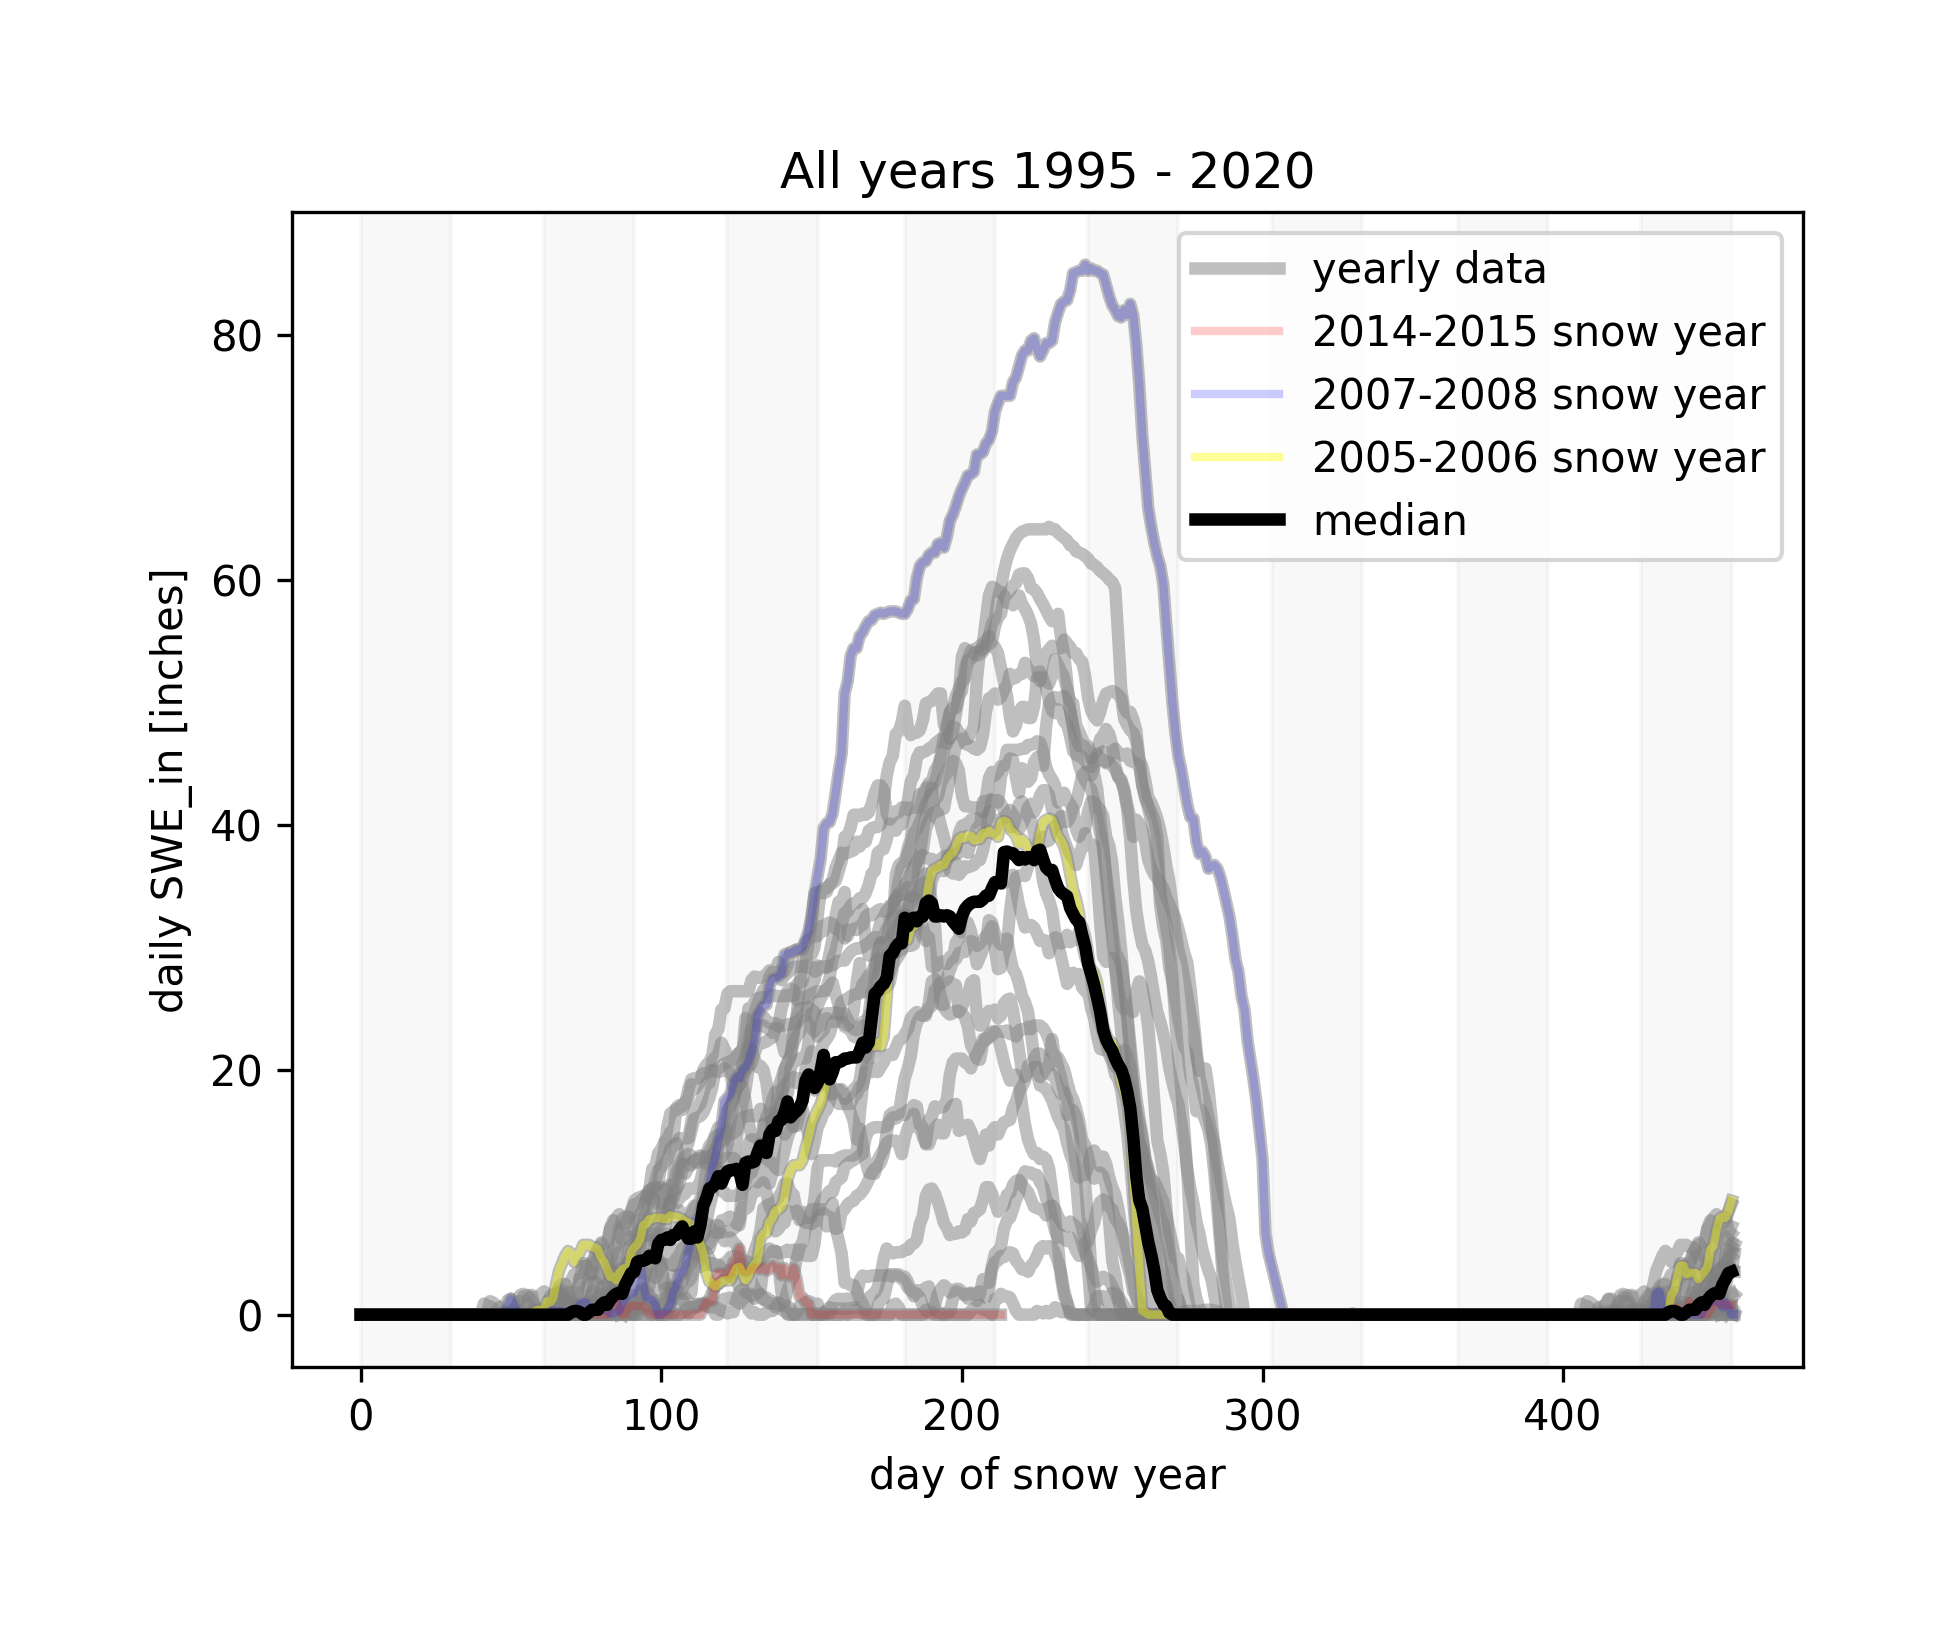 All years 1995 - 2020
yearly data
2014-2015 snow year
2007-2008 snow year
2005-2006 snow year
median
daily SWE_in [inches]
80
60
40
20
0
0 100 200 300 400
day of snow year